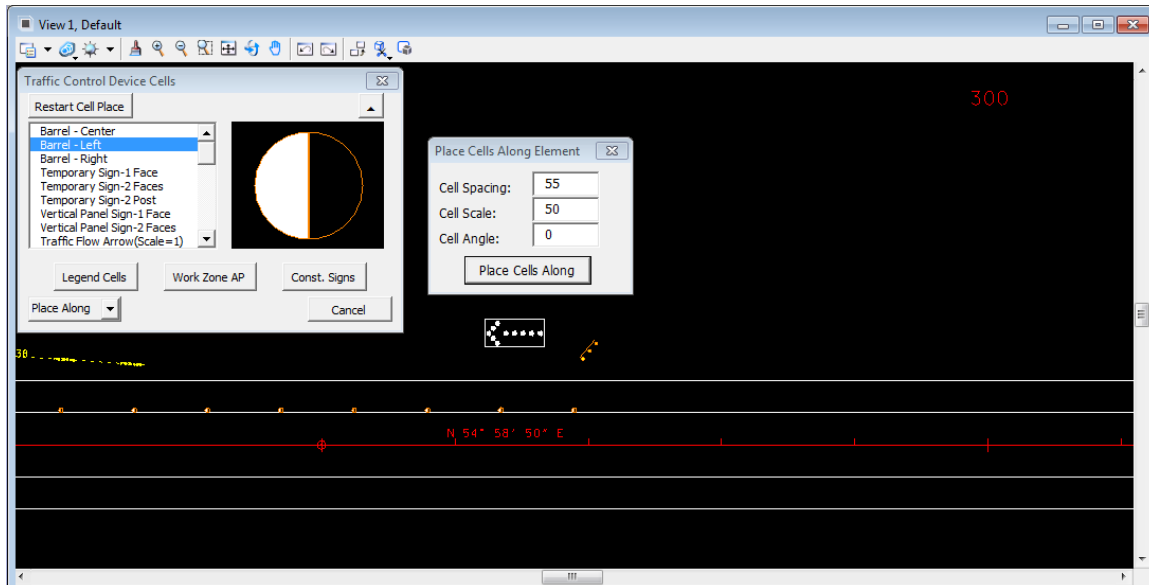 View 1, Default
Traffic Control Device Cells
Restart Cell Place
Barrel - Center
Barrel - Left
Barrel - Right
Temporary Sign-1 Face
Temporary Sign-2 Faces
Temporary Sign-2 Post
Vertical Panel Sign-1 Face
Vertical Panel Sign-2 Faces
Traffic Flow Arrow(Scale=1)
Legend Cells
Work Zone AP
Const. Signs
Place Along
Cancel
Place Cells Along Element
Cell Spacing: 55
Cell Scale: 50
Cell Angle: 0
Place Cells Along
300
30
N 54° 58' 50" E